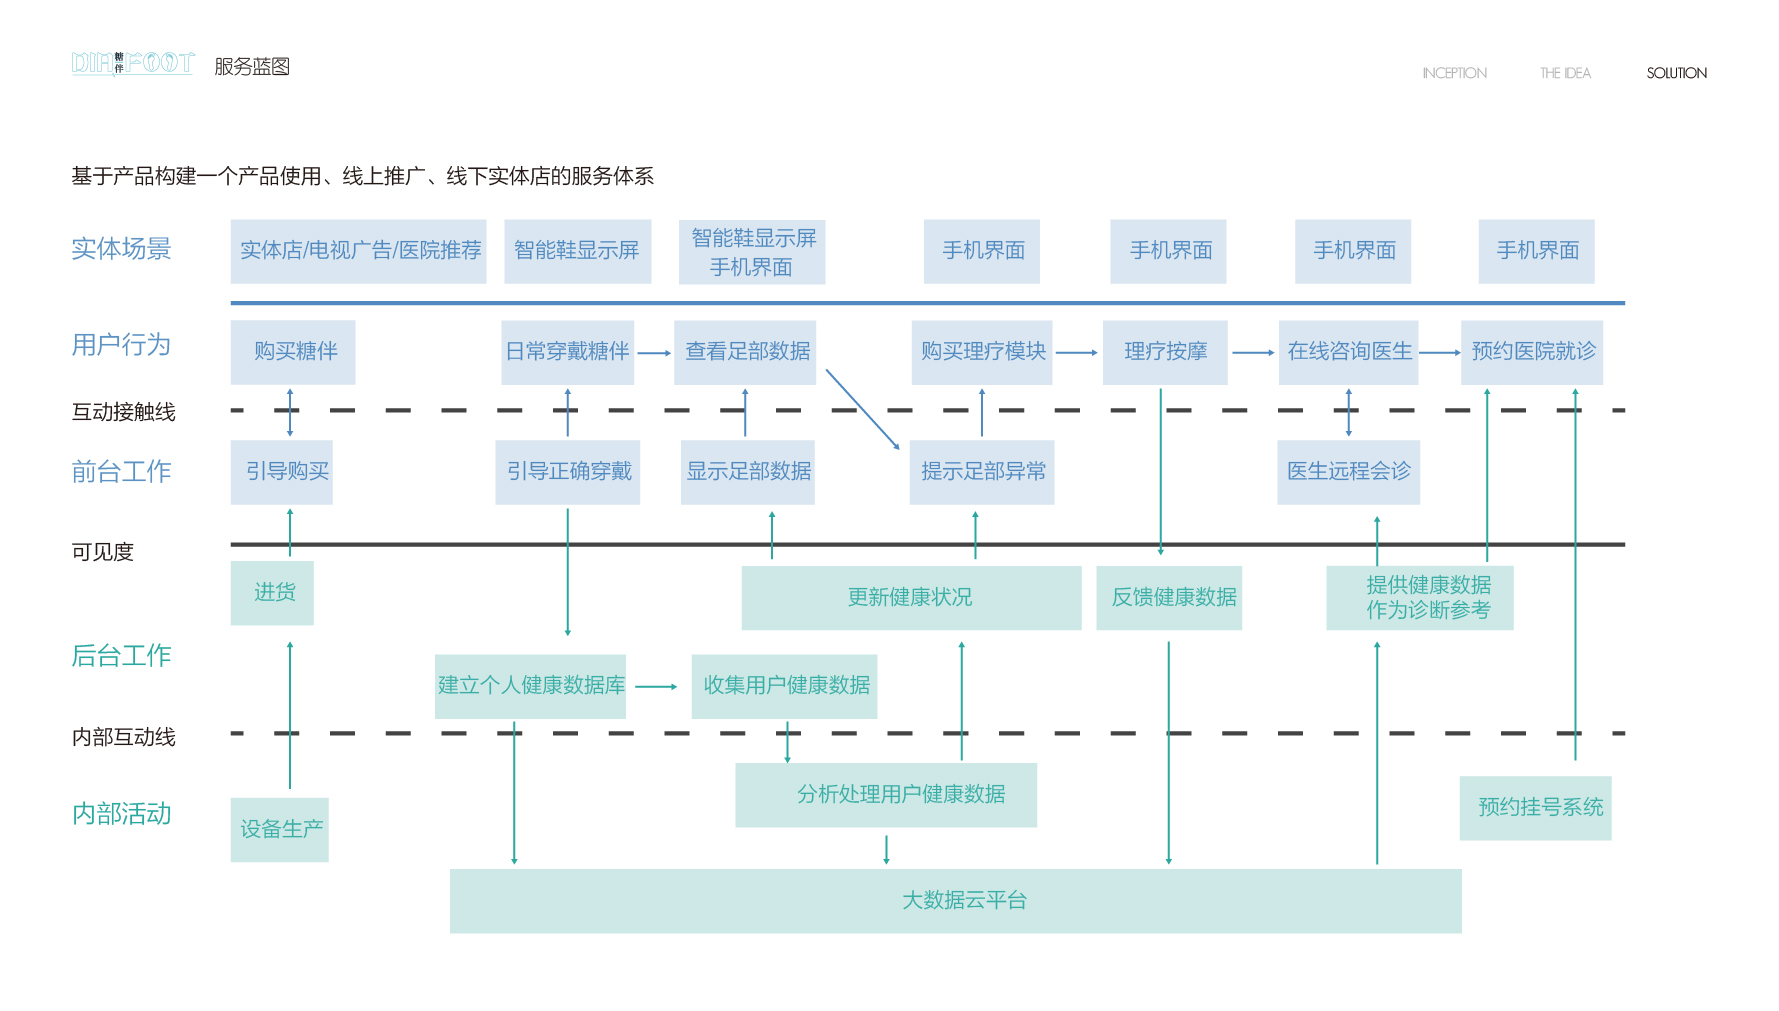 DIAFOOT 糖伴 服务蓝图
INCEPTION THE IDEA SOLUTION
基于产品构建一个产品使用、线上推广、线下实体店的服务体系
实体场景
实体店/电视广告/医院推荐
智能鞋显示屏
智能鞋显示屏
手机界面
手机界面
手机界面
手机界面
手机界面
用户行为
购买糖伴
日常穿戴糖伴
查看足部数据
购买理疗模块
理疗按摩
在线咨询医生
预约医院就诊
互动接触线
前台工作
引导购买
引导正确穿戴
显示足部数据
提示足部异常
医生远程会诊
可见度
进货
更新健康状况
反馈健康数据
提供健康数据
作为诊断参考
后台工作
建立个人健康数据库
收集用户健康数据
内部互动线
内部活动
设备生产
分析处理用户健康数据
预约挂号系统
大数据云平台